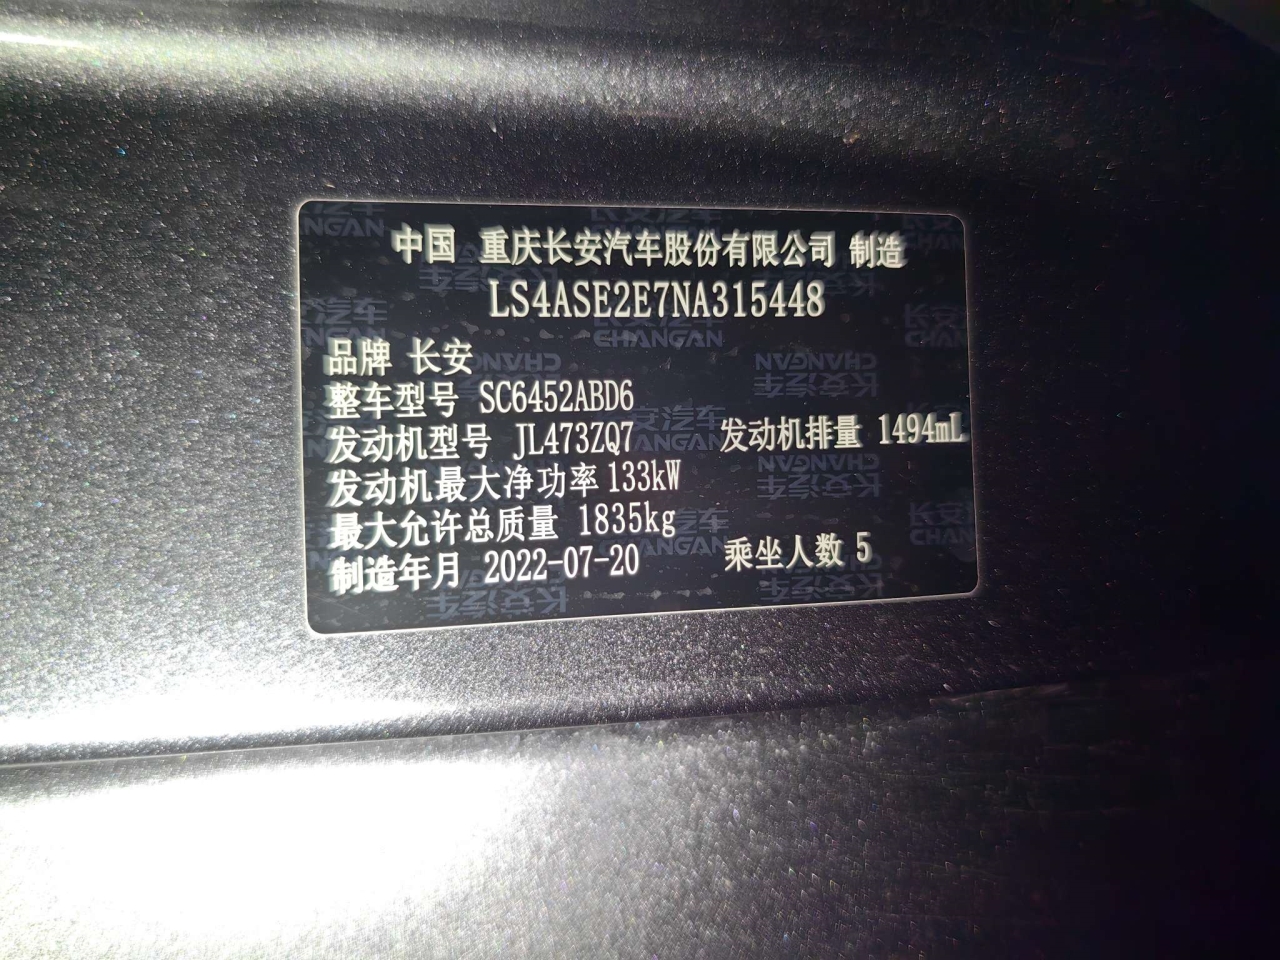 中国 重庆长安汽车股份有限公司 制造
LS4ASE2E7NA315448
品牌 长安
整车型号 SC6452ABD6
发动机型号 JL473ZQ7 发动机排量 1494mL
发动机最大净功率 133kW
最大允许总质量 1835kg
制造年月 2022-07-20 乘坐人数 5